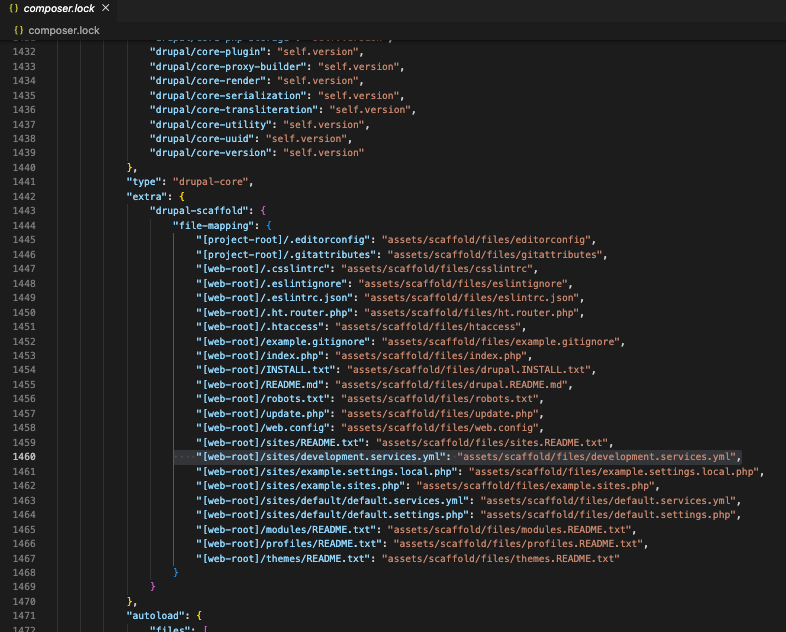 {} composer.lock ×
{} composer.lock
1432 "drupal/core-plugin": "self.version",
1433 "drupal/core-proxy-builder": "self.version",
1434 "drupal/core-render": "self.version",
1435 "drupal/core-serialization": "self.version",
1436 "drupal/core-transliteration": "self.version",
1437 "drupal/core-utility": "self.version",
1438 "drupal/core-uuid": "self.version",
1439 "drupal/core-version": "self.version"
1440 },
1441 "type": "drupal-core",
1442 "extra": {
1443 "drupal-scaffold": {
1444 "file-mapping": {
1445 "[project-root]/.editorconfig": "assets/scaffold/files/editorconfig",
1446 "[project-root]/.gitattributes": "assets/scaffold/files/gitattributes",
1447 "[web-root]/.csslintrc": "assets/scaffold/files/csslintrc",
1448 "[web-root]/.eslintignore": "assets/scaffold/files/eslintignore",
1449 "[web-root]/.eslintrc.json": "assets/scaffold/files/eslintrc.json",
1450 "[web-root]/.ht.router.php": "assets/scaffold/files/ht.router.php",
1451 "[web-root]/.htaccess": "assets/scaffold/files/htaccess",
1452 "[web-root]/example.gitignore": "assets/scaffold/files/example.gitignore",
1453 "[web-root]/index.php": "assets/scaffold/files/index.php",
1454 "[web-root]/INSTALL.txt": "assets/scaffold/files/drupal.INSTALL.txt",
1455 "[web-root]/README.md": "assets/scaffold/files/drupal.README.md",
1456 "[web-root]/robots.txt": "assets/scaffold/files/robots.txt",
1457 "[web-root]/update.php": "assets/scaffold/files/update.php",
1458 "[web-root]/web.config": "assets/scaffold/files/web.config",
1459 "[web-root]/sites/README.txt": "assets/scaffold/files/sites.README.txt",
1460 "[web-root]/sites/development.services.yml": "assets/scaffold/files/development.services.yml",
1461 "[web-root]/sites/example.settings.local.php": "assets/scaffold/files/example.settings.local.php",
1462 "[web-root]/sites/example.sites.php": "assets/scaffold/files/example.sites.php",
1463 "[web-root]/sites/default/default.services.yml": "assets/scaffold/files/default.services.yml",
1464 "[web-root]/sites/default/default.settings.php": "assets/scaffold/files/default.settings.php",
1465 "[web-root]/modules/README.txt": "assets/scaffold/files/modules.README.txt",
1466 "[web-root]/profiles/README.txt": "assets/scaffold/files/profiles.README.txt",
1467 "[web-root]/themes/README.txt": "assets/scaffold/files/themes.README.txt"
1468 }
1469 }
1470 },
1471 "autoload": {
1472 "files": [